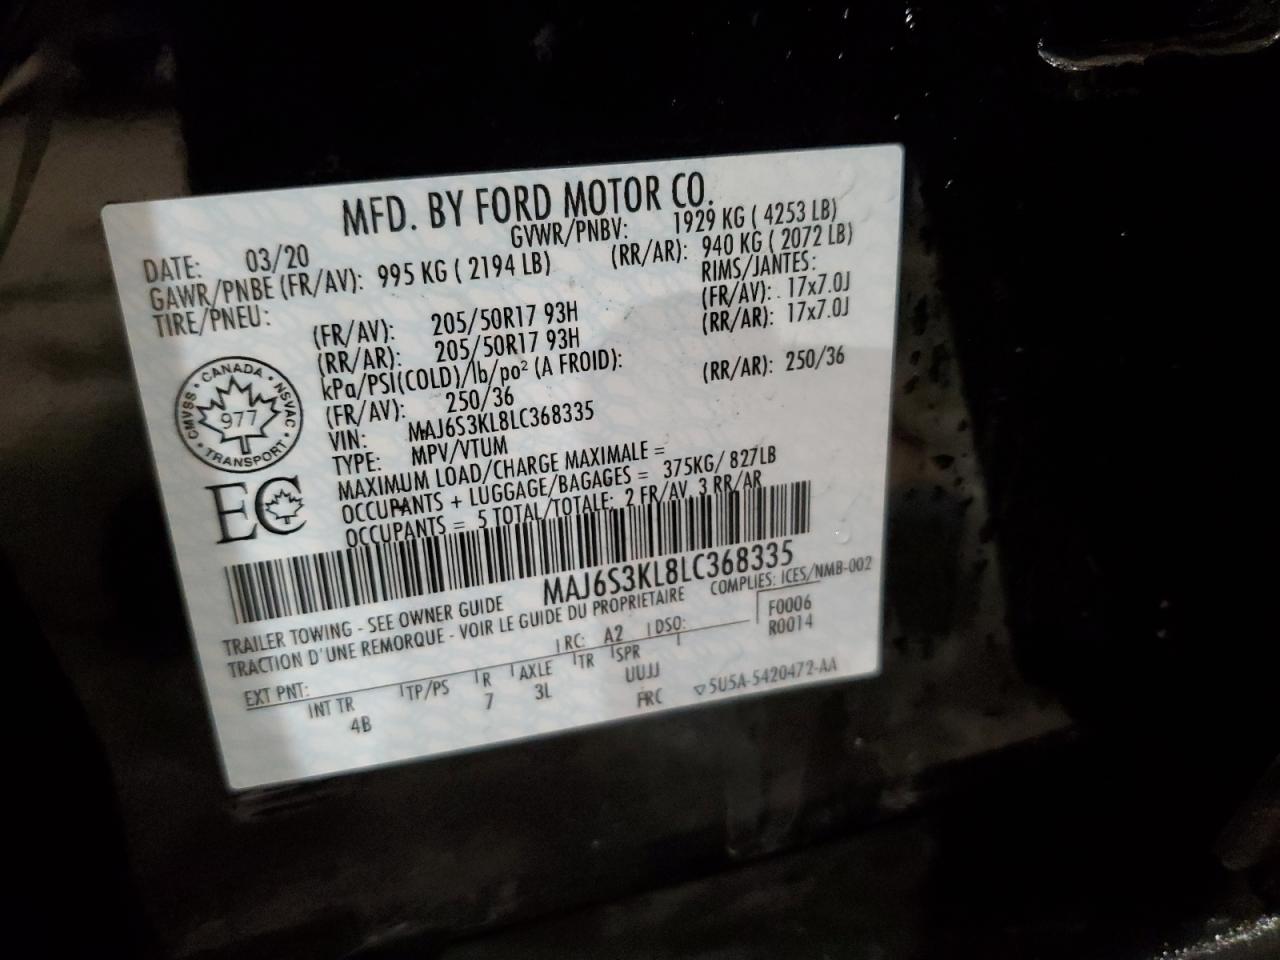 MFD. BY FORD MOTOR CO.
DATE: 03/20 GVWR/PNBV: 1929 KG ( 4253 LB)
GAWR/PNBE (FR/AV): 995 KG ( 2194 LB) (RR/AR): 940 KG ( 2072 LB)
TIRE/PNEU: RIMS/JANTES:
(FR/AV): 205/50R17 93H (FR/AV): 17x7.0J
(RR/AR): 205/50R17 93H (RR/AR): 17x7.0J
kPa/PSI(COLD)/lb/po² (A FROID):
(FR/AV): 250/36 (RR/AR): 250/36
VIN: MAJ6S3KL8LC368335
TYPE: MPV/VTUM
MAXIMUM LOAD/CHARGE MAXIMALE =
OCCUPANTS + LUGGAGE/BAGAGES = 375KG/ 827LB
OCCUPANTS = 5 TOTAL/TOTALE: 2 FR/AV, 3 RR/AR
CANADA
CMVSS NSVAC
977
TRANSPORT
EC
MAJ6S3KL8LC368335
TRAILER TOWING - SEE OWNER GUIDE COMPLIES: ICES/NMB-002
TRACTION D'UNE REMORQUE - VOIR LE GUIDE DU PROPRIETAIRE
EXT PNT: RC: A2 DSO: F0006
R0014
INT TR TP/PS R AXLE TR SPR
4B 7 3L UUJJ
FRC 5U5A-5420472-AA